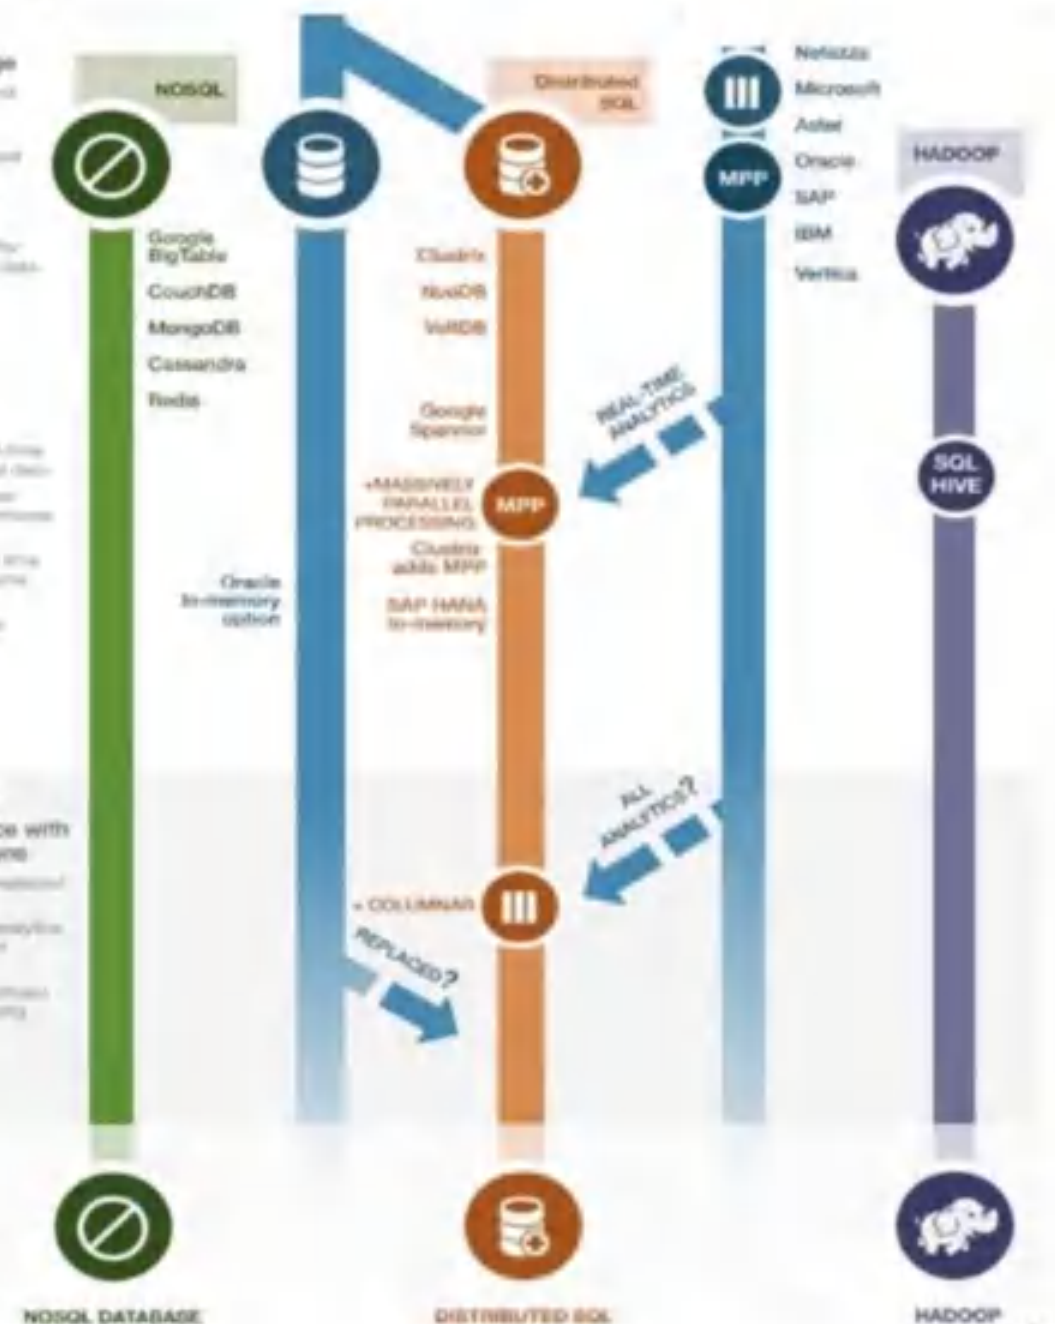 NOSQL
Distributed
SQL
Netezza
Microsoft
Aster
Oracle
SAP
IBM
Vertica
MPP
HADOOP
Google
BigTable
CouchDB
MongoDB
Cassandra
Redis
Clustrix
NuoDB
VoltDB
Google
Spanner
REAL-TIME
ANALYTICS
+MASSIVELY
PARALLEL
PROCESSING
MPP
SQL
HIVE
Clustrix
adds MPP
Oracle
In-memory
option
SAP HANA
In-memory
ALL
ANALYTICS?
ce with
+ COLUMNAR
REPLACED?
NOSQL DATABASE
DISTRIBUTED SQL
HADOOP